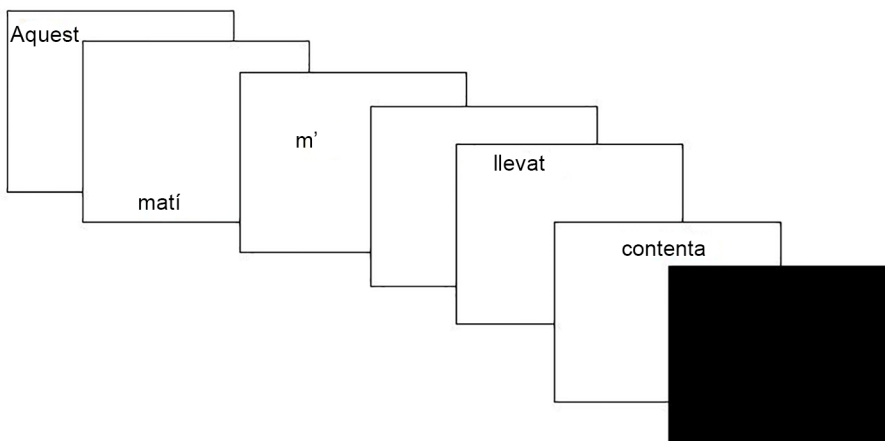 Aquest
matí
m’
llevat
contenta